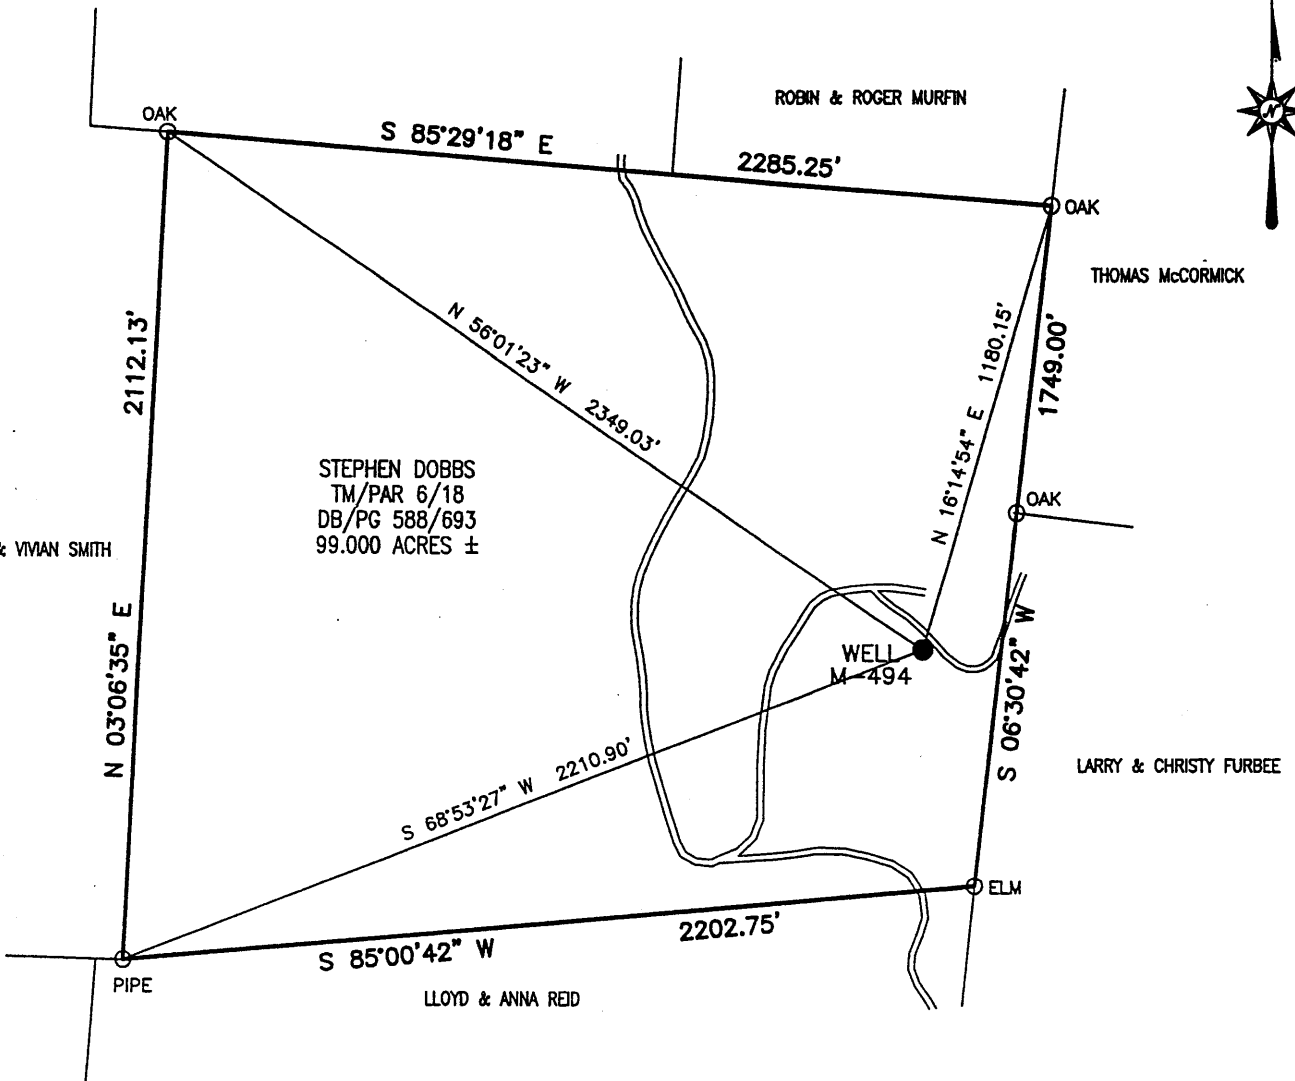 ROBIN & ROGER MURFIN
N
OAK
S 85°29'18" E
2285.25'
OAK
THOMAS McCORMICK
2112.13'
N 56°01'23" W 2349.03'
N 16°14'54" E 1180.15'
1749.00'
STEPHEN DOBBS
TM/PAR 6/18
DB/PG 588/693
99.000 ACRES ±
OAK
& VIVIAN SMITH
N 03°06'35" E
WELL
M-494
S 06°30'42" W
S 68°53'27" W 2210.90'
LARRY & CHRISTY FURBEE
ELM
2202.75'
S 85°00'42" W
PIPE
LLOYD & ANNA REID